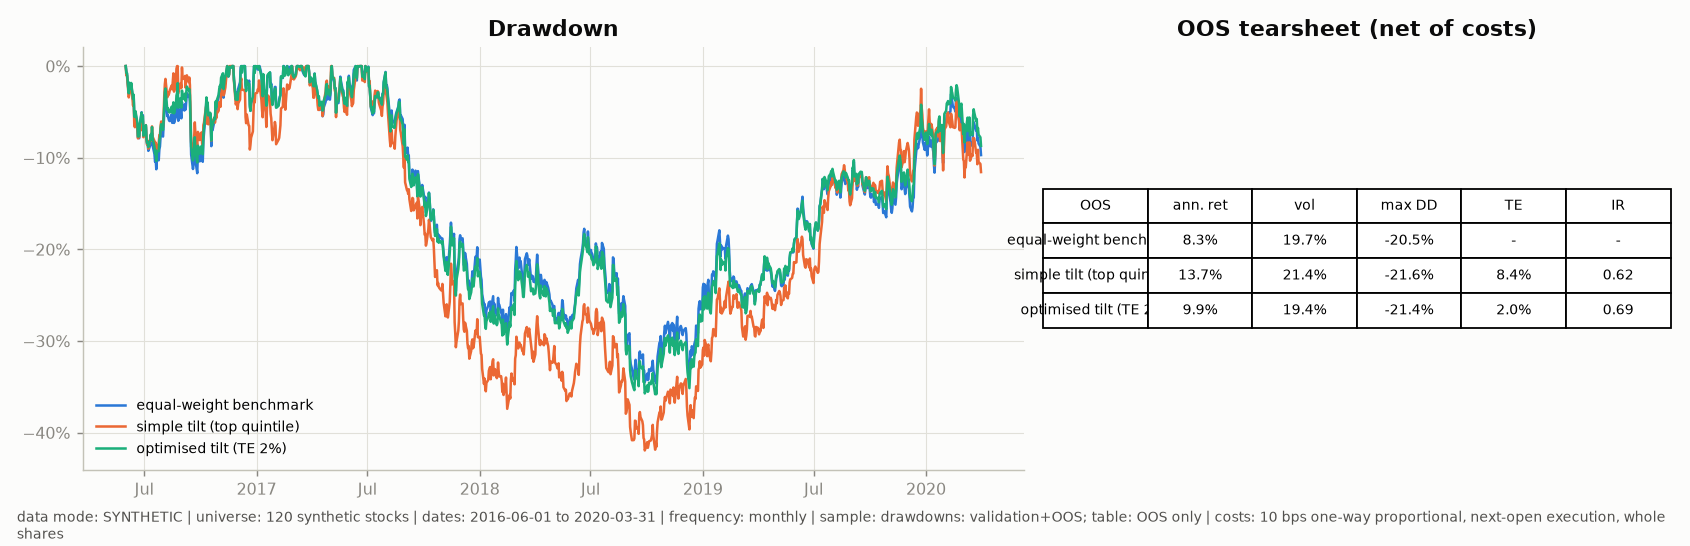 Drawdown
OOS tearsheet (net of costs)
0%
−10%
−20%
−30%
−40%
equal-weight benchmark
simple tilt (top quintile)
optimised tilt (TE 2%)
Jul
2017
Jul
2018
Jul
2019
Jul
2020
OOS ann. ret vol max DD TE IR
equal-weight bench 8.3% 19.7% -20.5% - -
simple tilt (top quin 13.7% 21.4% -21.6% 8.4% 0.62
optimised tilt (TE 2 9.9% 19.4% -21.4% 2.0% 0.69
data mode: SYNTHETIC | universe: 120 synthetic stocks | dates: 2016-06-01 to 2020-03-31 | frequency: monthly | sample: drawdowns: validation+OOS; table: OOS only | costs: 10 bps one-way proportional, next-open execution, whole
shares